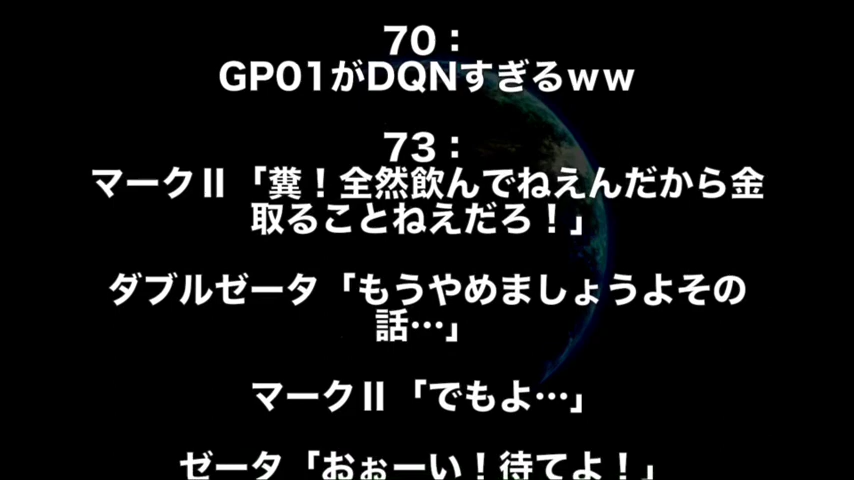 70：
GP01がDQNすぎるｗｗ
73：
マークⅡ「糞！全然飲んでねえんだから金
取ることねえだろ！」
ダブルゼータ「もうやめましょうよその
話…」
マークⅡ「でもよ…」
ゼータ「おぉーい！待てよ！」